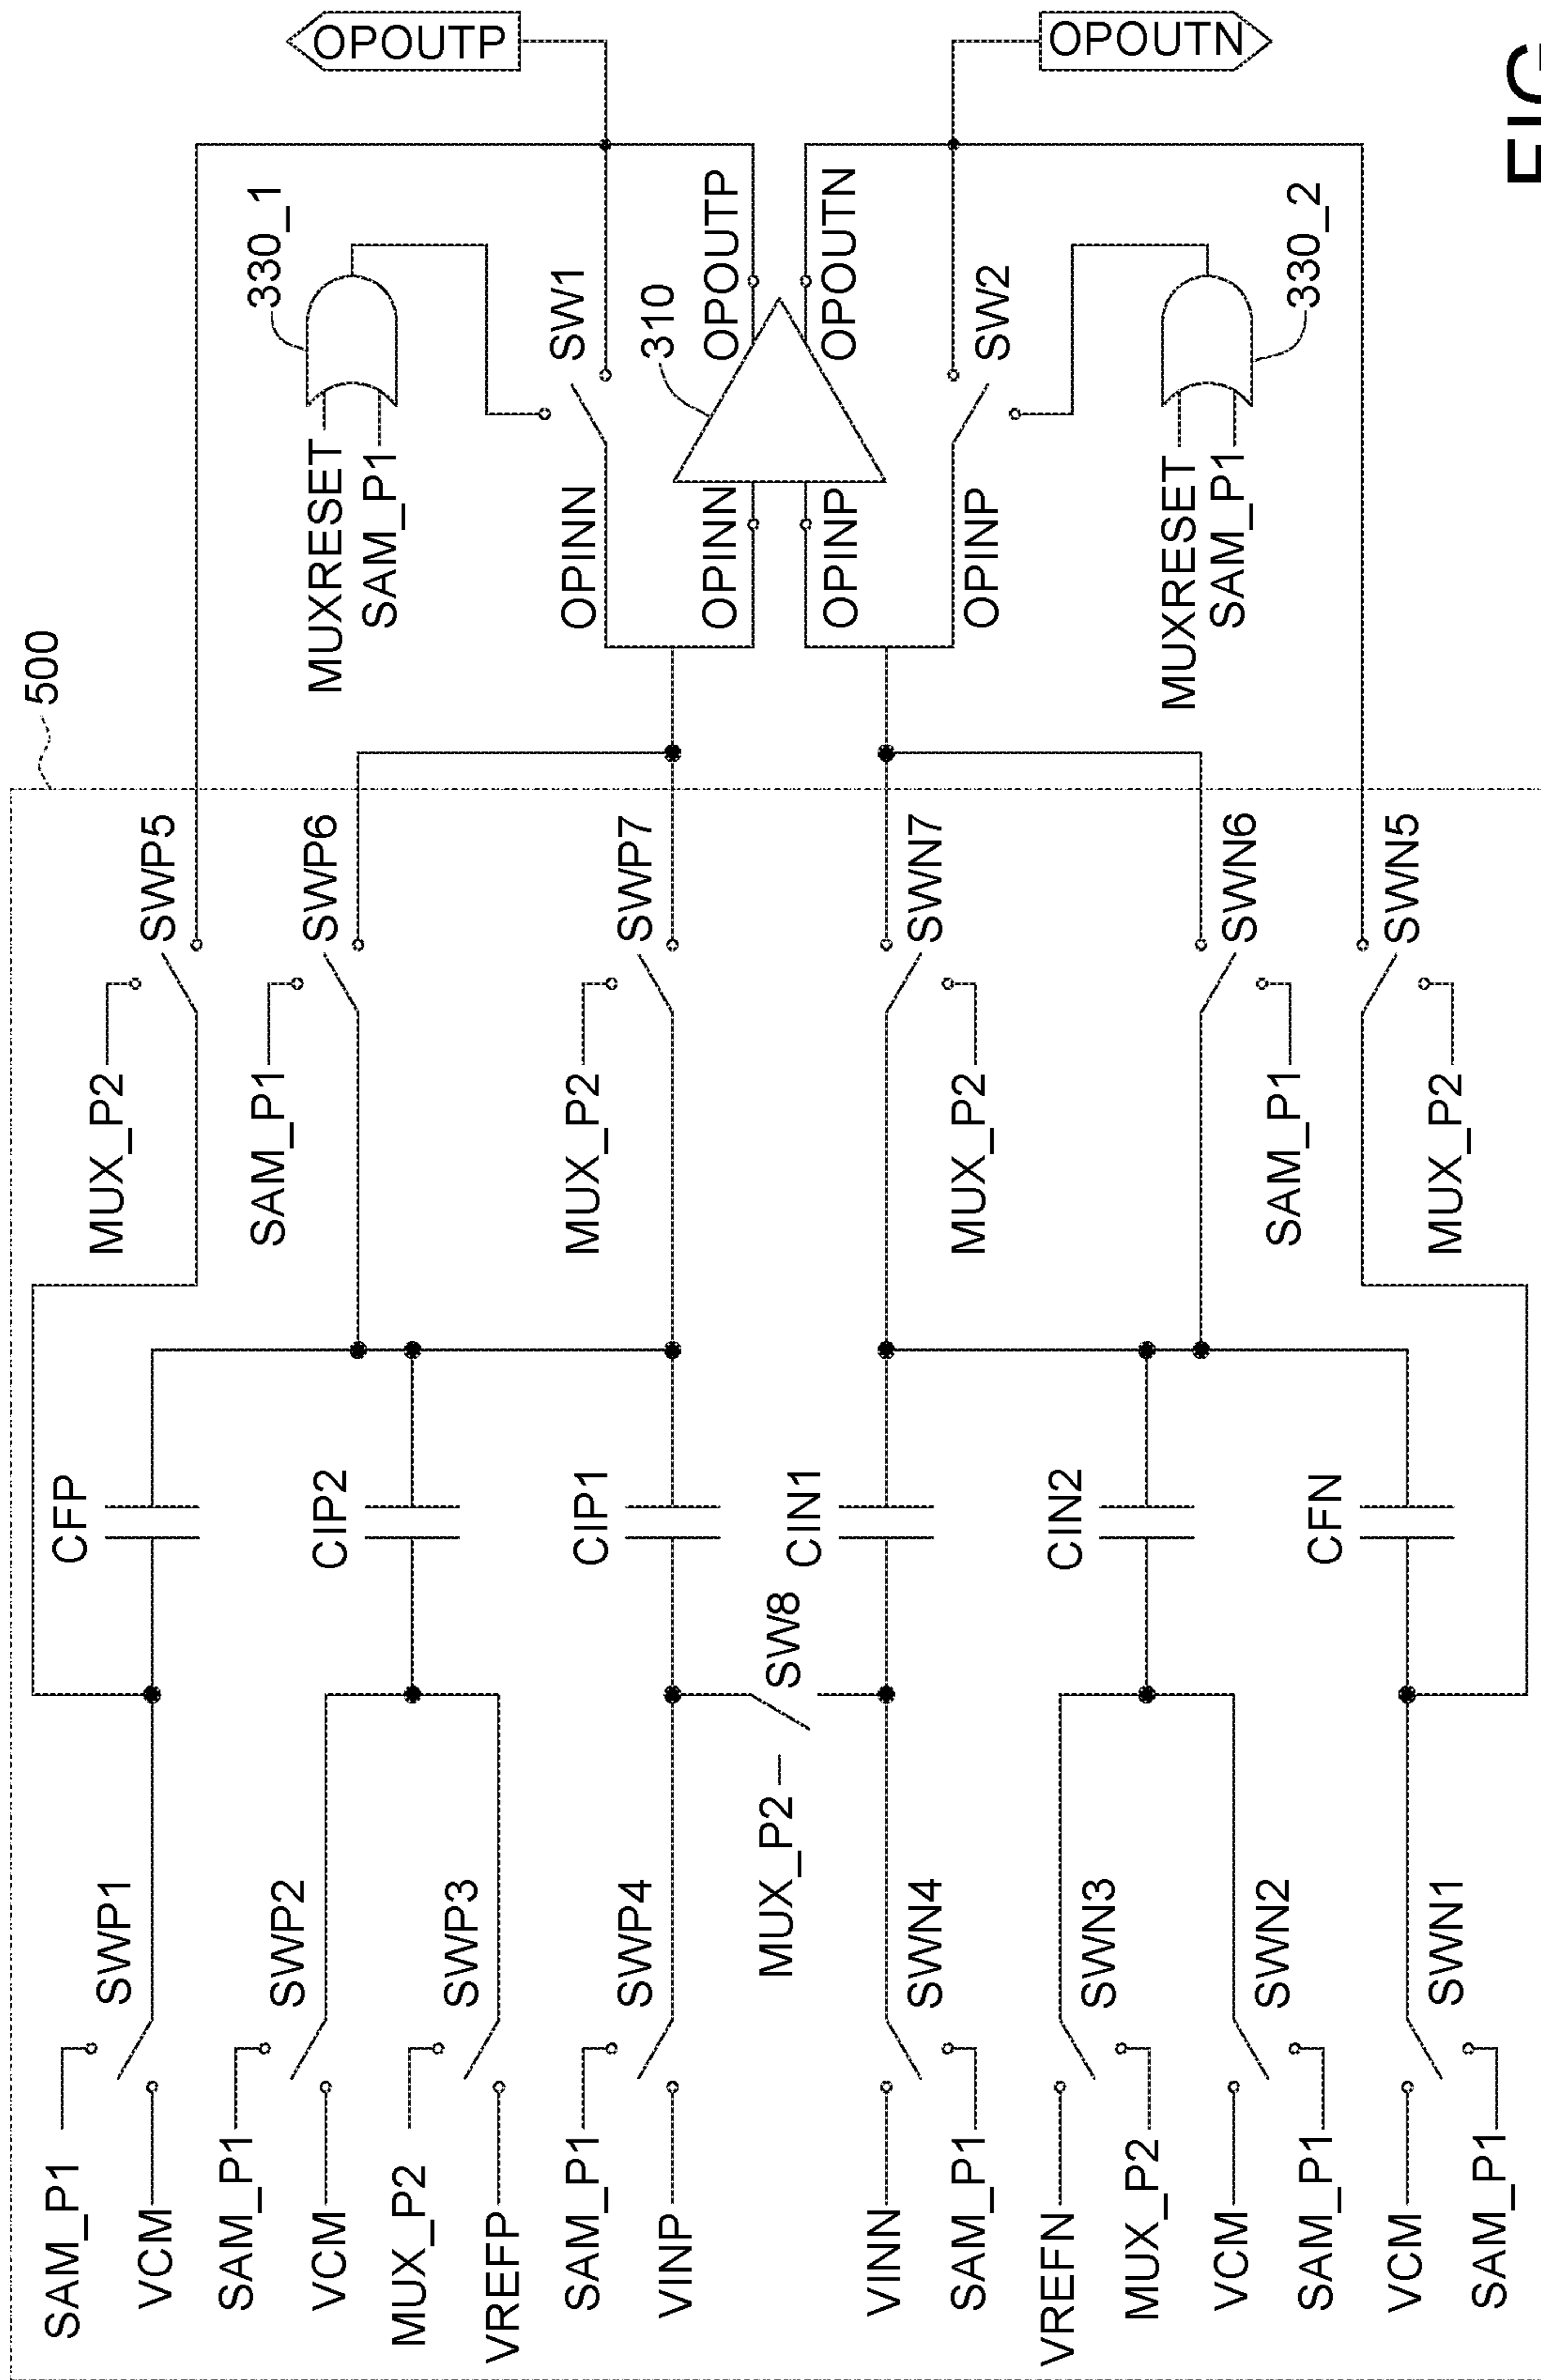 500
SAM_P1
VCM
SWP1
CFP
MUX_P2
SWP5
OPOUTP
SAM_P1
VCM
SWP2
CIP2
SAM_P1
SWP6
MUX_P2
VREFP
SWP3
330_1
MUXRESET
SAM_P1
SAM_P1
VINP
SWP4
CIP1
MUX_P2
SWP7
OPINN
SW1
310
OPINN
OPOUTP
MUX_P2
SW8
OPINP
OPOUTN
VINN
SWN4
SAM_P1
CIN1
SWN7
MUX_P2
OPINP
SW2
VREFN
SWN3
MUX_P2
CIN2
SWN6
SAM_P1
MUXRESET
SAM_P1
330_2
VCM
SWN2
SAM_P1
CFN
SWN5
MUX_P2
OPOUTN
VCM
SWN1
SAM_P1